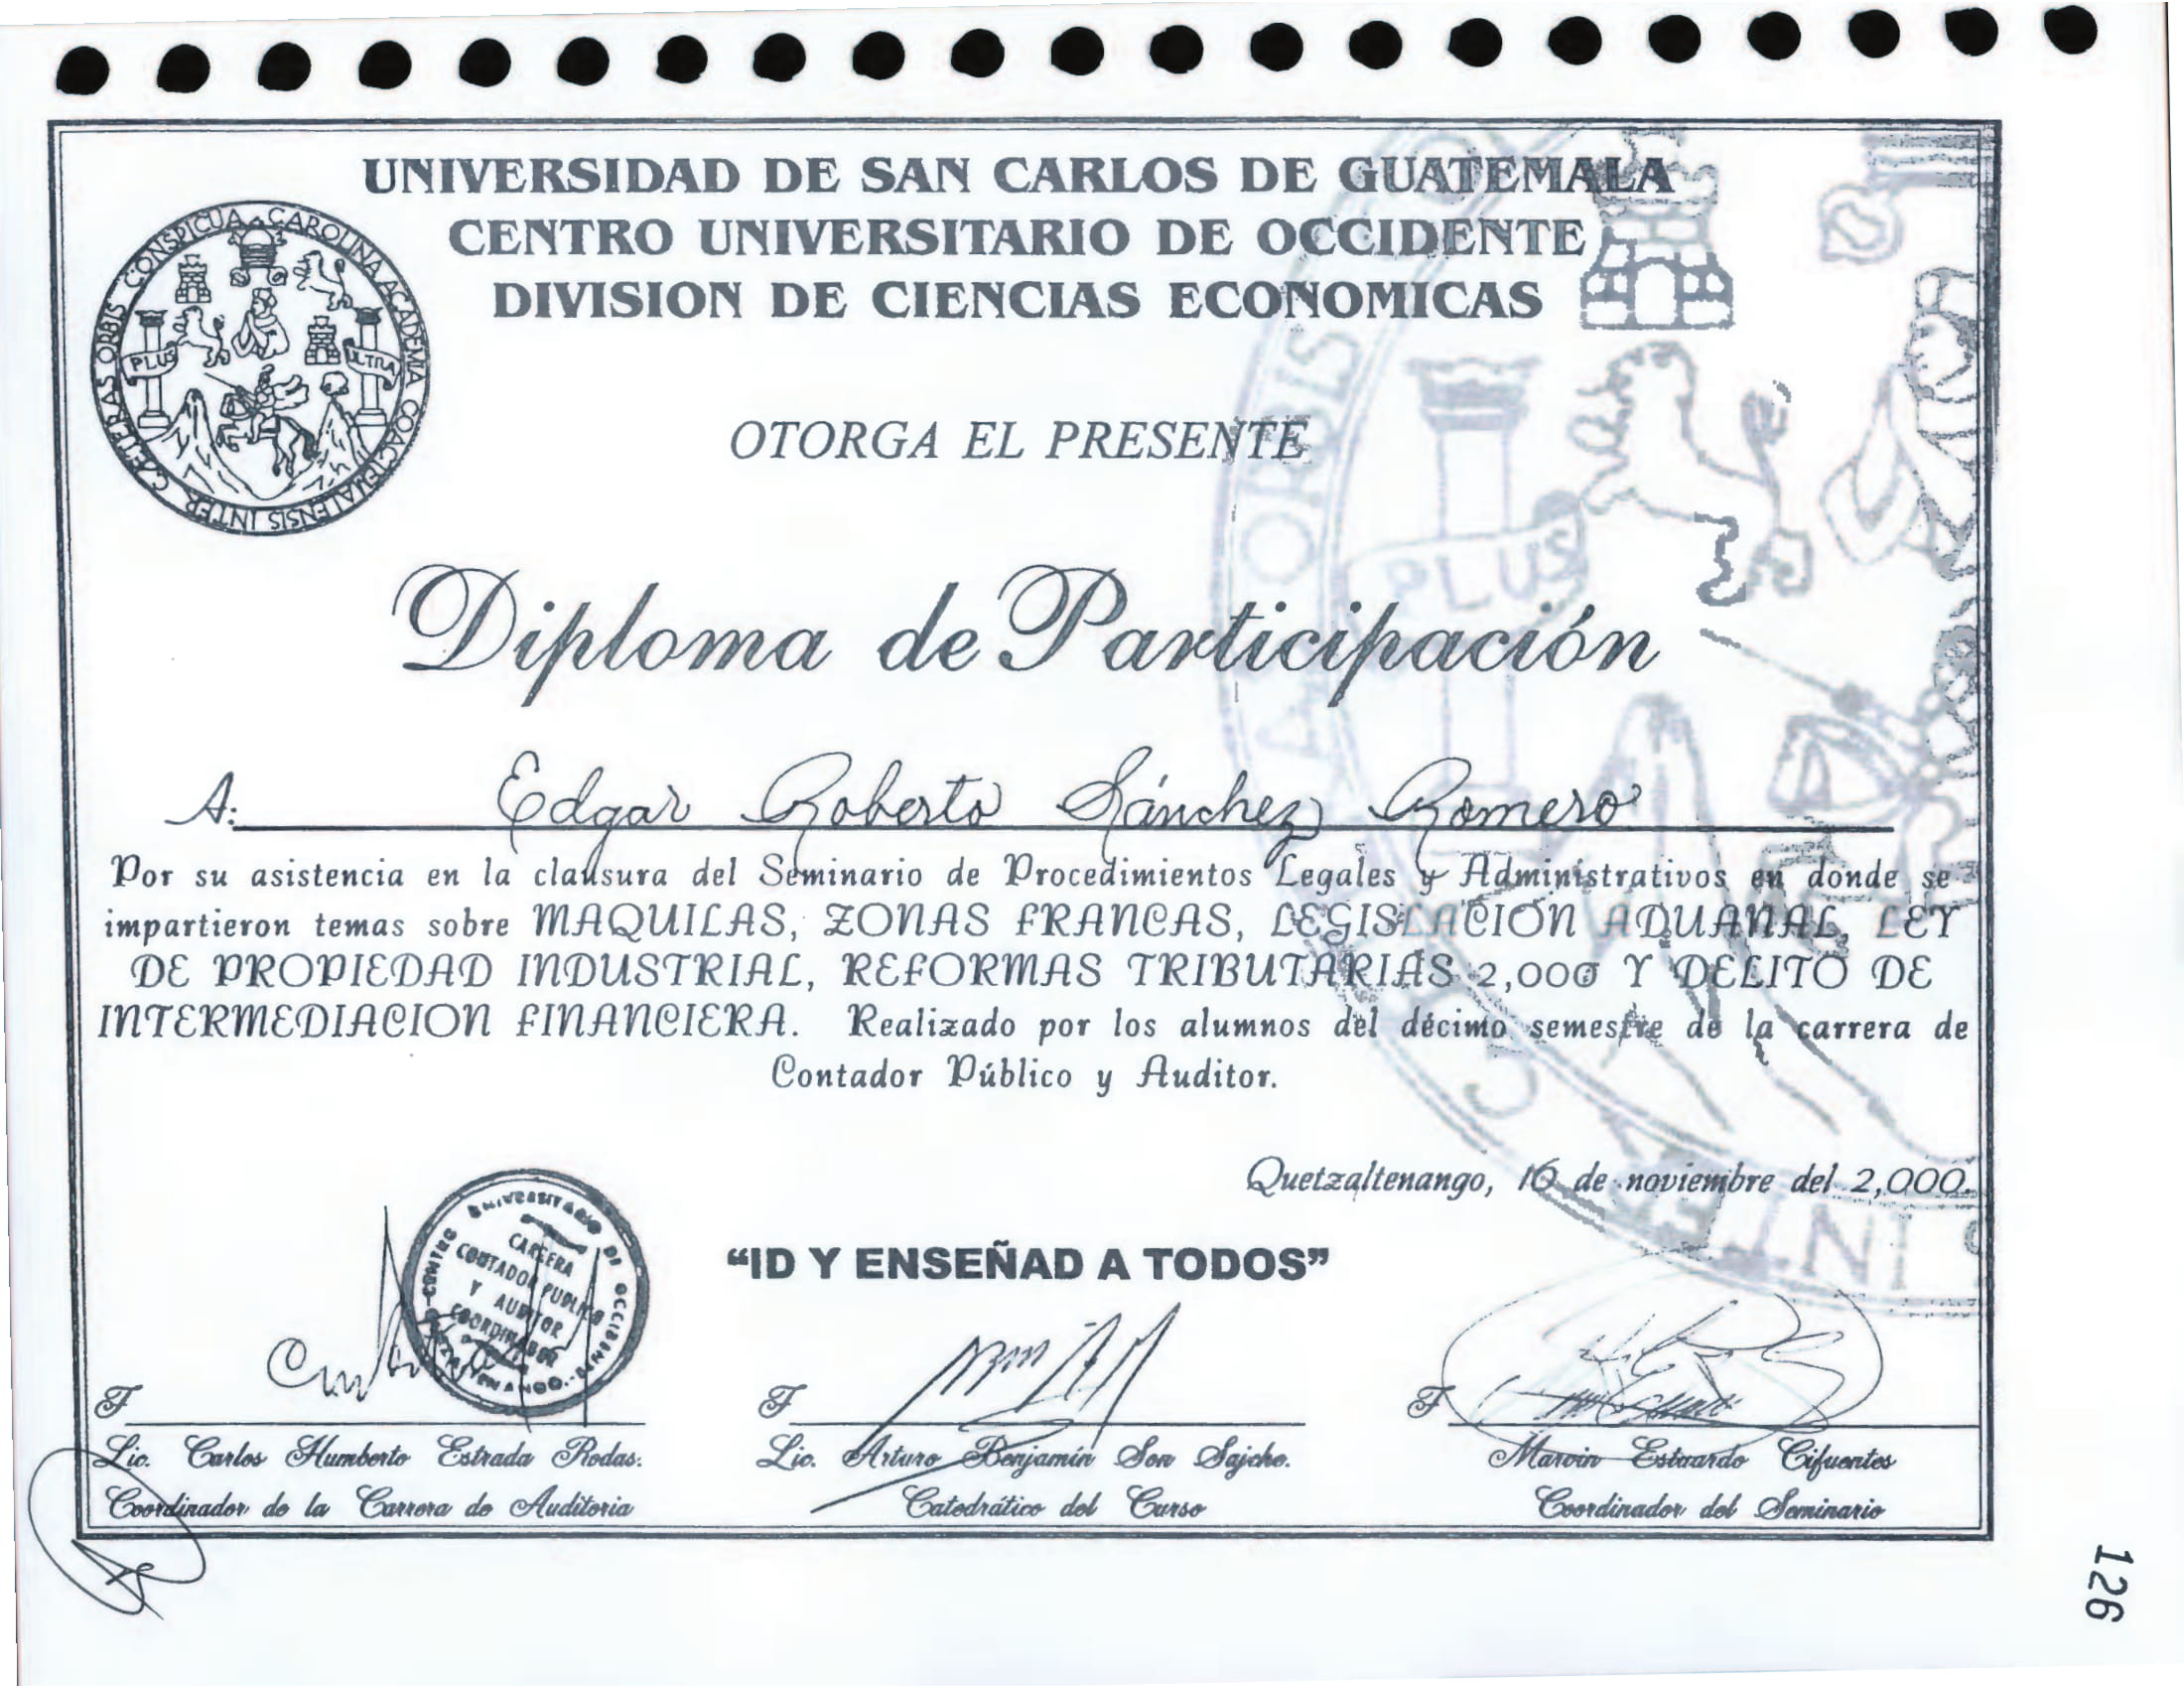 UNIVERSIDAD DE SAN CARLOS DE GUATEMALA
CENTRO UNIVERSITARIO DE OCCIDENTE
DIVISION DE CIENCIAS ECONOMICAS
CONSPICUA CAROLINA ACADEMIA COACTEMALENSIS INTER CAETERAS ORBIS
PLUS ULTRA
OTORGA EL PRESENTE
ORBIS
PLUS
Diploma de Participación
A: Edgar Roberto Sánchez Romero
Por su asistencia en la clausura del Seminario de Procedimientos Legales y Administrativos en donde se
impartieron temas sobre MAQUILAS, ZONAS FRANCAS, LEGISLACION ADUANAL, LEY
DE PROPIEDAD INDUSTRIAL, REFORMAS TRIBUTARIAS 2,000 Y DELITO DE
INTERMEDIACION FINANCIERA. Realizado por los alumnos del décimo semestre de la carrera de
Contador Público y Auditor.
Quetzaltenango, 16 de noviembre del 2,000.
"ID Y ENSEÑAD A TODOS"
CENTRO UNIVERSITARIO DE OCCIDENTE
CARRERA
CONTADOR PUBLICO
Y AUDITOR
COORDINADOR
F F F
Lic. Carlos Humberto Estrada Rodas. Lic. Arturo Benjamín Son Sajche. Marvin Estuardo Cifuentes
Coordinador de la Carrera de Auditoria Catedrático del Curso Coordinador del Seminario
126